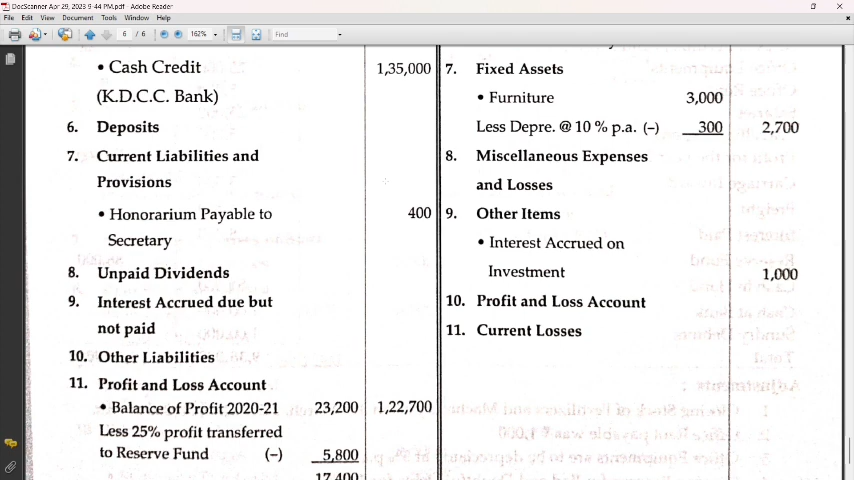 DocScanner Apr 29, 2023 9-44 PM.pdf - Adobe Reader
File Edit View Document Tools Window Help
6 / 6 162% Find
• Cash Credit 1,35,000
(K.D.C.C. Bank)
6. Deposits
7. Current Liabilities and
Provisions
• Honorarium Payable to 400
Secretary
8. Unpaid Dividends
9. Interest Accrued due but
not paid
10. Other Liabilities
11. Profit and Loss Account
• Balance of Profit 2020-21 23,200 1,22,700
Less 25% profit transferred
to Reserve Fund (-) 5,800
17,400
7. Fixed Assets
• Furniture 3,000
Less Depre. @ 10 % p.a. (-) 300 2,700
8. Miscellaneous Expenses
and Losses
9. Other Items
• Interest Accrued on
Investment 1,000
10. Profit and Loss Account
11. Current Losses